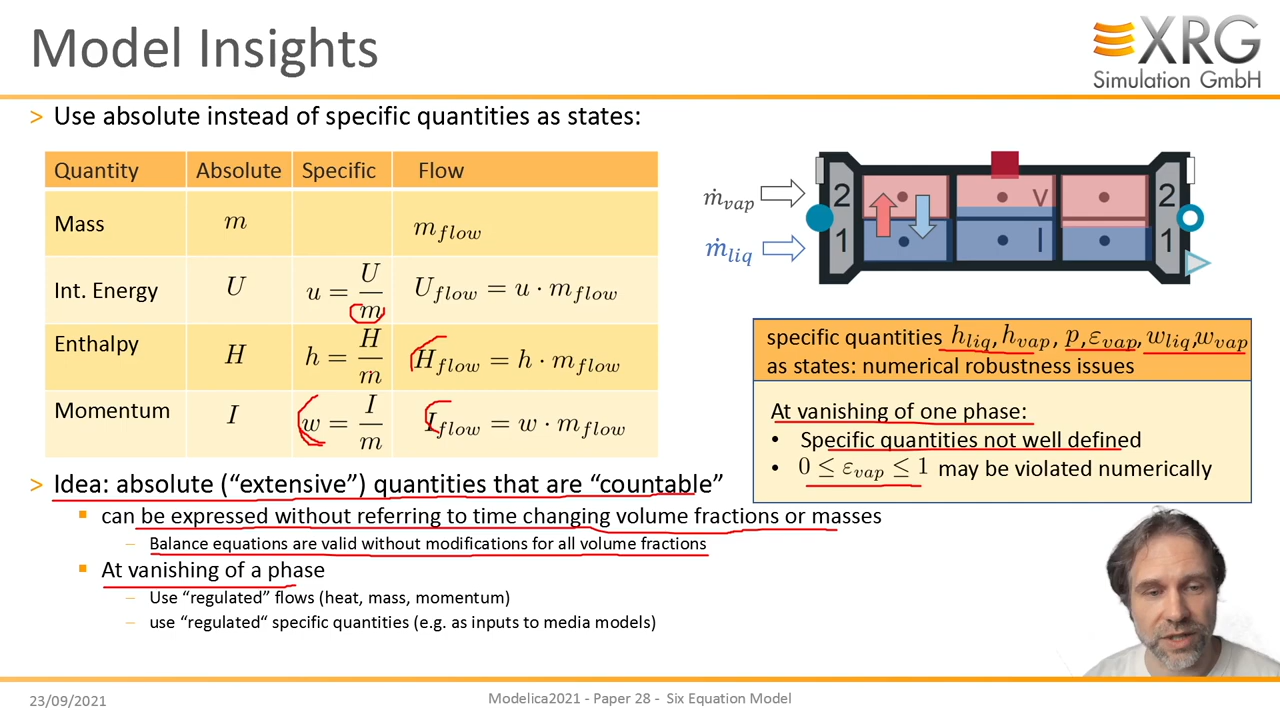 Model Insights
XRG
Simulation GmbH
> Use absolute instead of specific quantities as states:
Quantity Absolute Specific Flow
Mass m m_flow
Int. Energy U u = U/m U_flow = u · m_flow
Enthalpy H h = H/m H_flow = h · m_flow
Momentum I w = I/m I_flow = w · m_flow
ṁ_vap
ṁ_liq
2 v 2
1 l 1
specific quantities h_liq, h_vap, p, ε_vap, w_liq, w_vap
as states: numerical robustness issues
At vanishing of one phase:
• Specific quantities not well defined
• 0 ≤ ε_vap ≤ 1 may be violated numerically
> Idea: absolute (“extensive”) quantities that are “countable”
▪ can be expressed without referring to time changing volume fractions or masses
– Balance equations are valid without modifications for all volume fractions
▪ At vanishing of a phase
– Use “regulated” flows (heat, mass, momentum)
– use “regulated“ specific quantities (e.g. as inputs to media models)
23/09/2021
Modelica2021 - Paper 28 - Six Equation Model